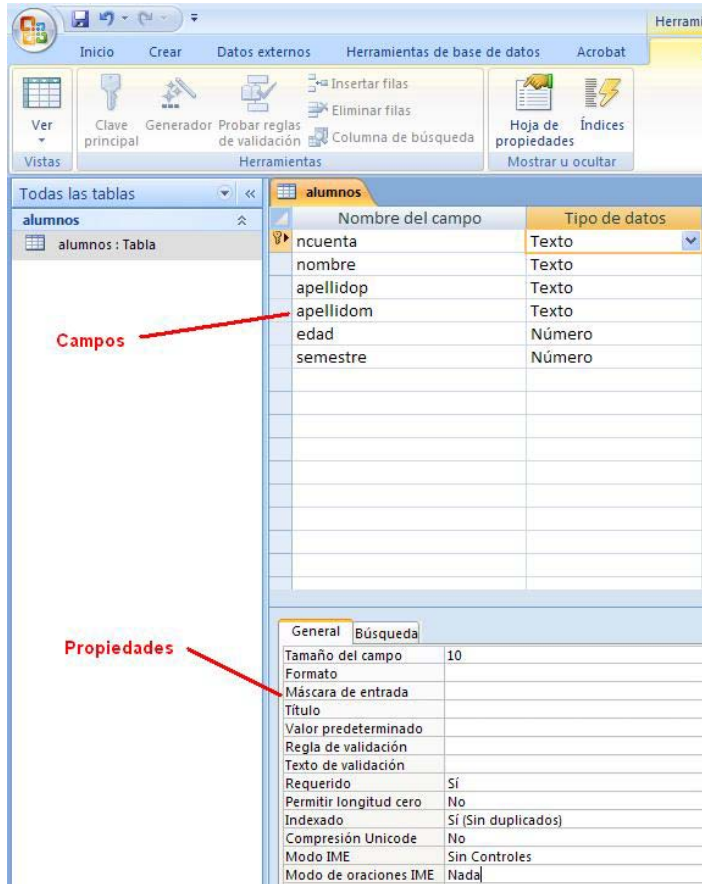 Herrami
Inicio Crear Datos externos Herramientas de base de datos Acrobat
Ver
Vistas
Clave principal
Generador
Probar reglas de validación
Insertar filas
Eliminar filas
Columna de búsqueda
Herramientas
Hoja de propiedades
Índices
Mostrar u ocultar
Todas las tablas
alumnos
alumnos : Tabla
alumnos
Nombre del campo Tipo de datos
ncuenta Texto
nombre Texto
apellidop Texto
apellidom Texto
edad Número
semestre Número
Campos
Propiedades
General Búsqueda
Tamaño del campo 10
Formato
Máscara de entrada
Título
Valor predeterminado
Regla de validación
Texto de validación
Requerido Sí
Permitir longitud cero No
Indexado Sí (Sin duplicados)
Compresión Unicode No
Modo IME Sin Controles
Modo de oraciones IME Nada